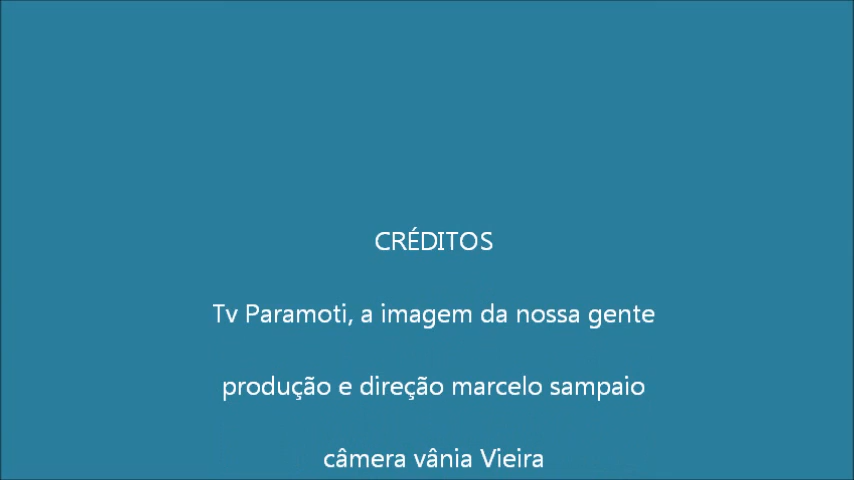 CRÉDITOS
Tv Paramoti, a imagem da nossa gente
produção e direção marcelo sampaio
câmera vânia Vieira